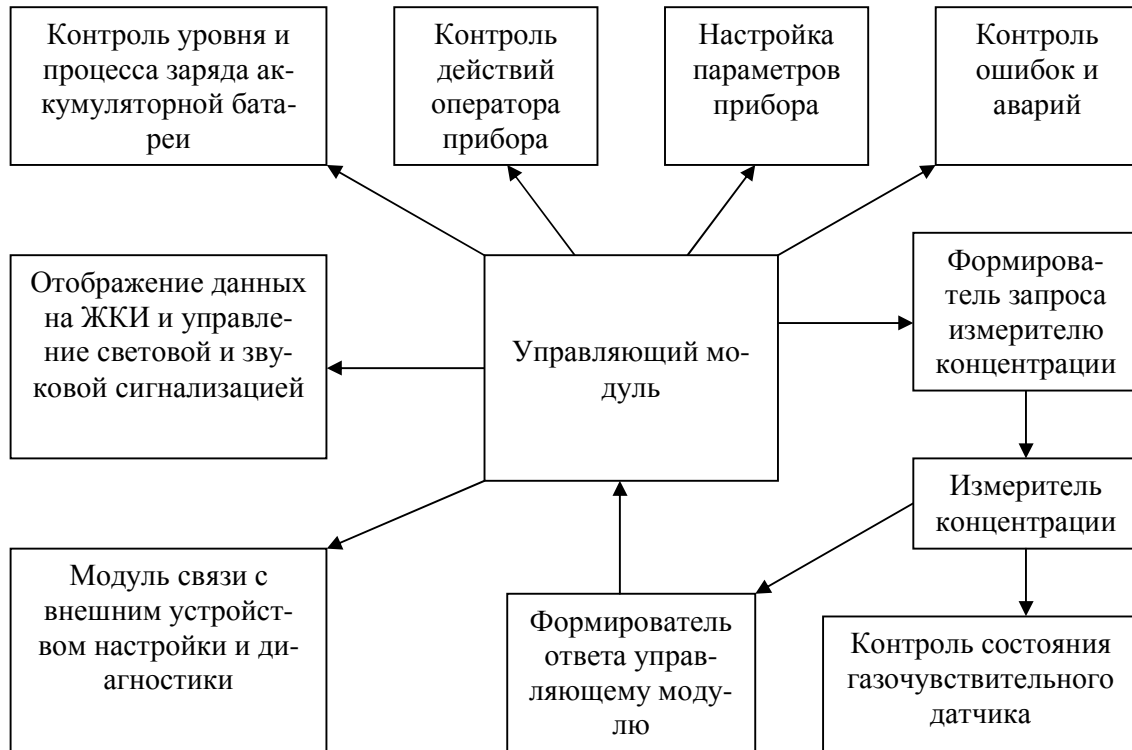 Контроль уровня и
процесса заряда ак-
кумуляторной бата-
реи
Контроль
действий
оператора
прибора
Настройка
параметров
прибора
Контроль
ошибок и
аварий
Отображение данных
на ЖКИ и управле-
ние световой и зву-
ковой сигнализацией
Управляющий мо-
дуль
Формирова-
тель запроса
измерителю
концентрации
Измеритель
концентрации
Модуль связи с
внешним устройст-
вом настройки и ди-
агностики
Формирователь
ответа управ-
ляющему моду-
лю
Контроль состояния
газочувствительного
датчика